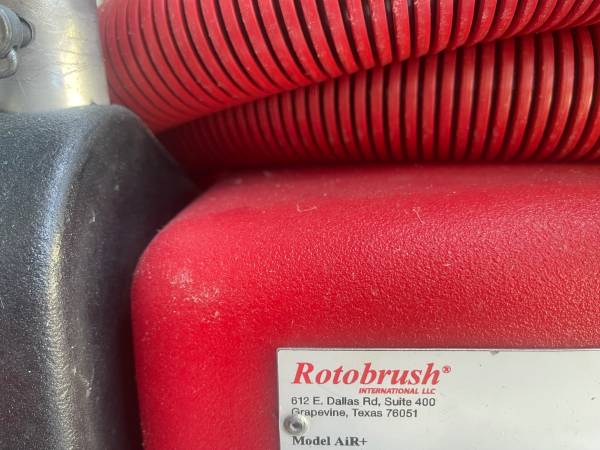 Rotobrush®
INTERNATIONAL LLC
612 E. Dallas Rd, Suite 400
Grapevine, Texas 76051
Model AiR+